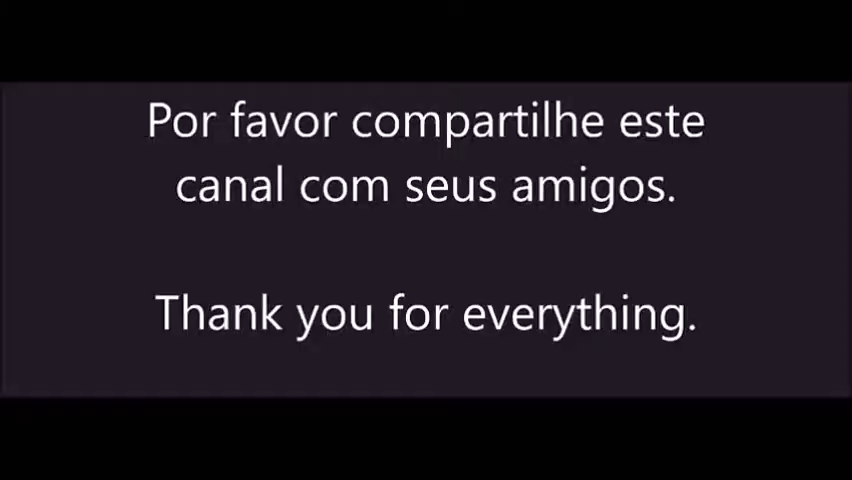 Por favor compartilhe este
canal com seus amigos.
Thank you for everything.